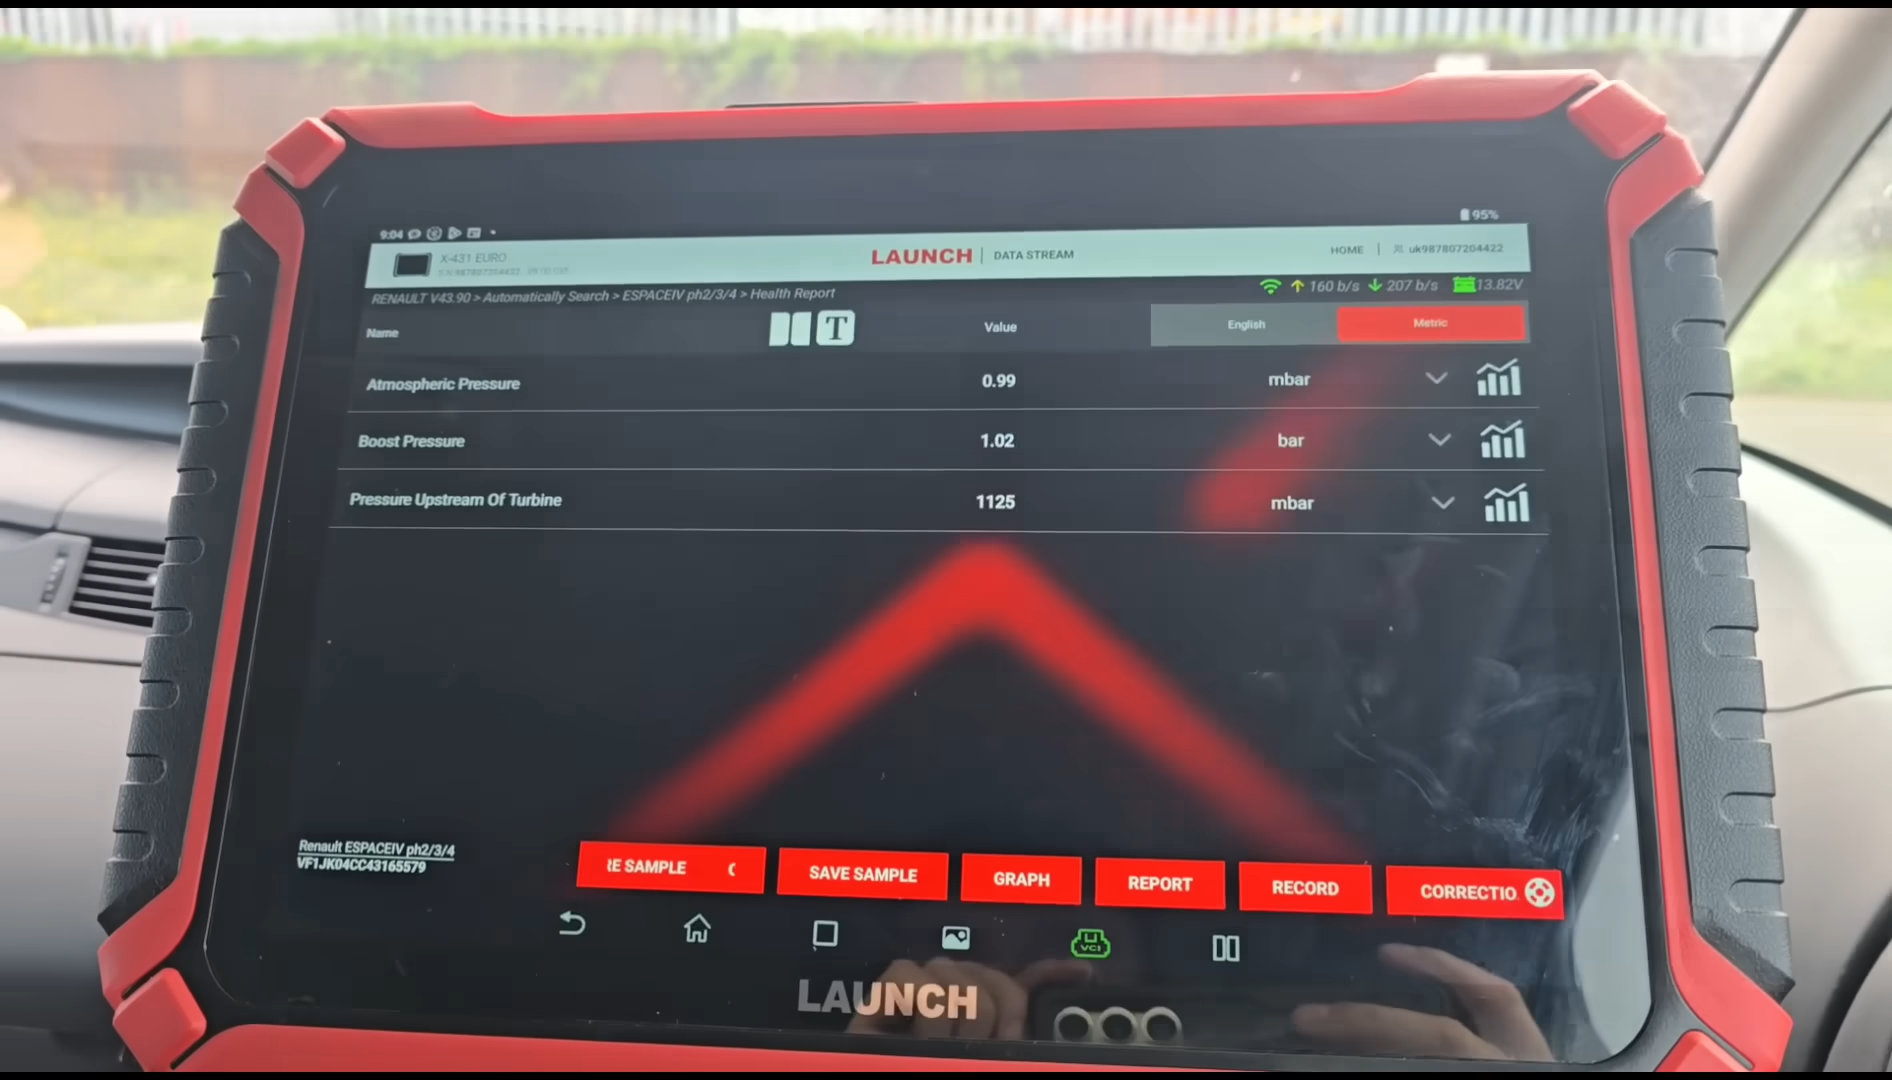 9:04
95%
X-431 EURO
LAUNCH | DATA STREAM
HOME | uk987807204422
RENAULT V43.90 > Automatically Search > ESPACEIV ph2/3/4 > Health Report
160 b/s 207 b/s 13.82V
Name T Value English Metric
Atmospheric Pressure 0.99 mbar
Boost Pressure 1.02 bar
Pressure Upstream Of Turbine 1125 mbar
Renault ESPACEIV ph2/3/4
VF1JK04CC43165579
RE SAMPLE C SAVE SAMPLE GRAPH REPORT RECORD CORRECTIO
VCI
LAUNCH